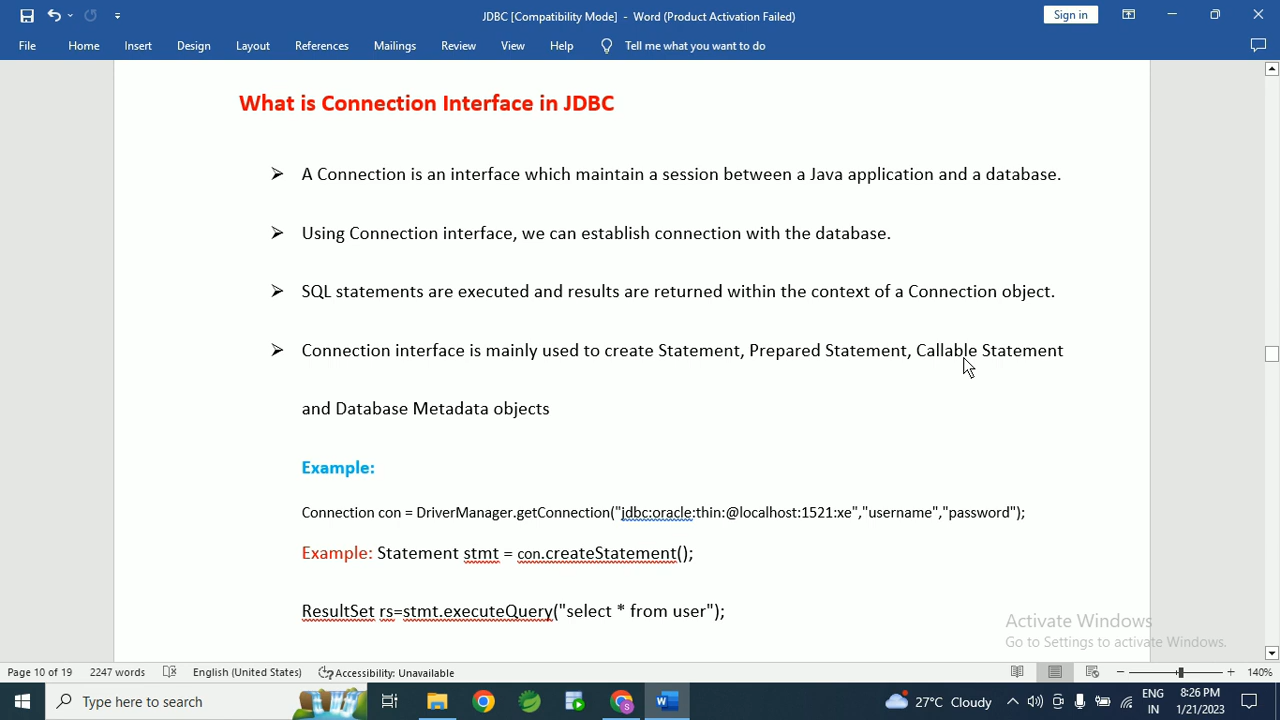 JDBC [Compatibility Mode] - Word (Product Activation Failed)
Sign in
File Home Insert Design Layout References Mailings Review View Help Tell me what you want to do
What is Connection Interface in JDBC
➢ A Connection is an interface which maintain a session between a Java application and a database.
➢ Using Connection interface, we can establish connection with the database.
➢ SQL statements are executed and results are returned within the context of a Connection object.
➢ Connection interface is mainly used to create Statement, Prepared Statement, Callable Statement
and Database Metadata objects
Example:
Connection con = DriverManager.getConnection("jdbc:oracle:thin:@localhost:1521:xe","username","password");
Example: Statement stmt = con.createStatement();
ResultSet rs=stmt.executeQuery("select * from user");
Activate Windows
Go to Settings to activate Windows.
Page 10 of 19 2247 words English (United States) Accessibility: Unavailable 140%
Type here to search 27°C Cloudy ENG 8:26 PM
IN 1/21/2023